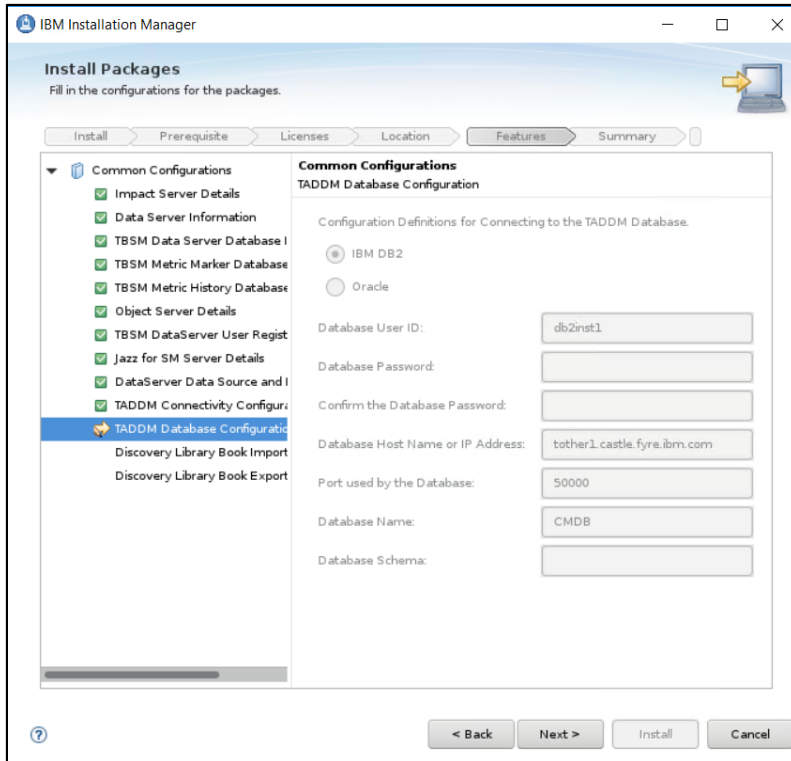 IBM Installation Manager
Install Packages
Fill in the configurations for the packages.
Install
Prerequisite
Licenses
Location
Features
Summary
Common Configurations
Impact Server Details
Data Server Information
TBSM Data Server Database I
TBSM Metric Marker Database
TBSM Metric History Database
Object Server Details
TBSM DataServer User Regist
Jazz for SM Server Details
DataServer Data Source and I
TADDM Connectivity Configura
TADDM Database Configuratic
Discovery Library Book Import
Discovery Library Book Export
Common Configurations
TADDM Database Configuration
Configuration Definitions for Connecting to the TADDM Database.
IBM DB2
Oracle
Database User ID: db2inst1
Database Password:
Confirm the Database Password:
Database Host Name or IP Address: tother1.castle.fyre.ibm.com
Port used by the Database: 50000
Database Name: CMDB
Database Schema:
?
< Back
Next >
Install
Cancel